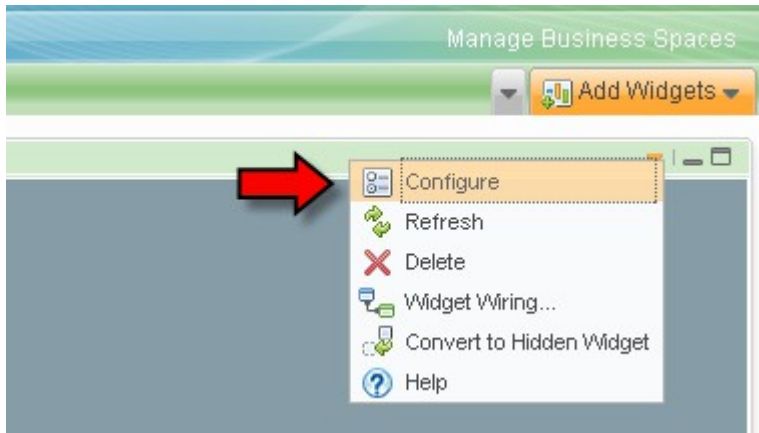 Manage Business Spaces
Add Widgets
Configure
Refresh
Delete
Widget Wiring...
Convert to Hidden Widget
Help